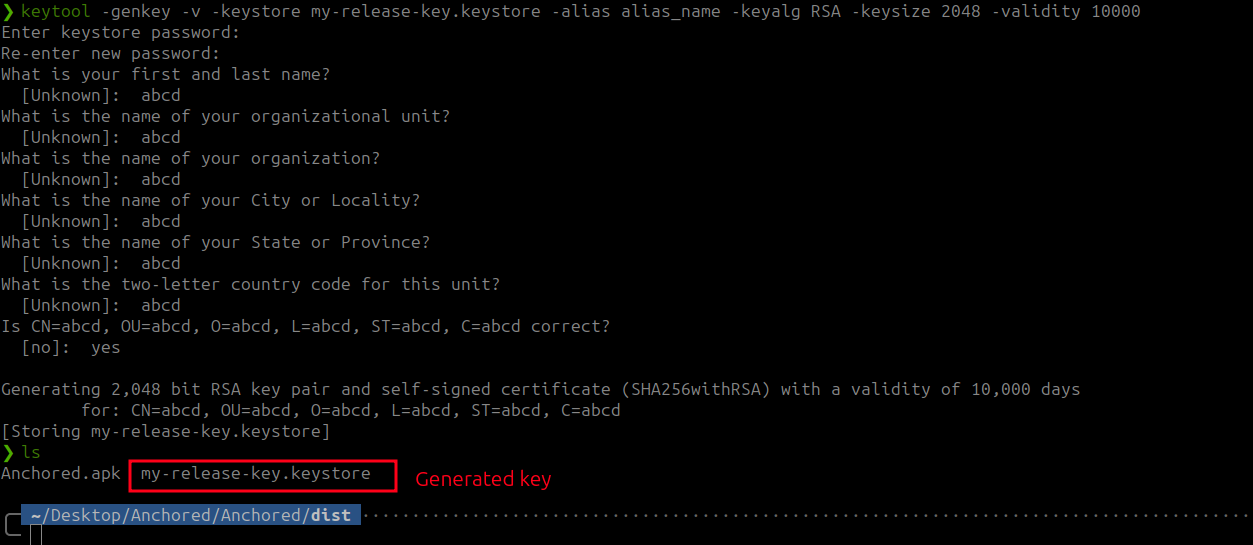 ❯ keytool -genkey -v -keystore my-release-key.keystore -alias alias_name -keyalg RSA -keysize 2048 -validity 10000
Enter keystore password:
Re-enter new password:
What is your first and last name?
  [Unknown]:  abcd
What is the name of your organizational unit?
  [Unknown]:  abcd
What is the name of your organization?
  [Unknown]:  abcd
What is the name of your City or Locality?
  [Unknown]:  abcd
What is the name of your State or Province?
  [Unknown]:  abcd
What is the two-letter country code for this unit?
  [Unknown]:  abcd
Is CN=abcd, OU=abcd, O=abcd, L=abcd, ST=abcd, C=abcd correct?
  [no]:  yes

Generating 2,048 bit RSA key pair and self-signed certificate (SHA256withRSA) with a validity of 10,000 days
        for: CN=abcd, OU=abcd, O=abcd, L=abcd, ST=abcd, C=abcd
[Storing my-release-key.keystore]
❯ ls
Anchored.apk  my-release-key.keystore Generated key
~/Desktop/Anchored/Anchored/dist